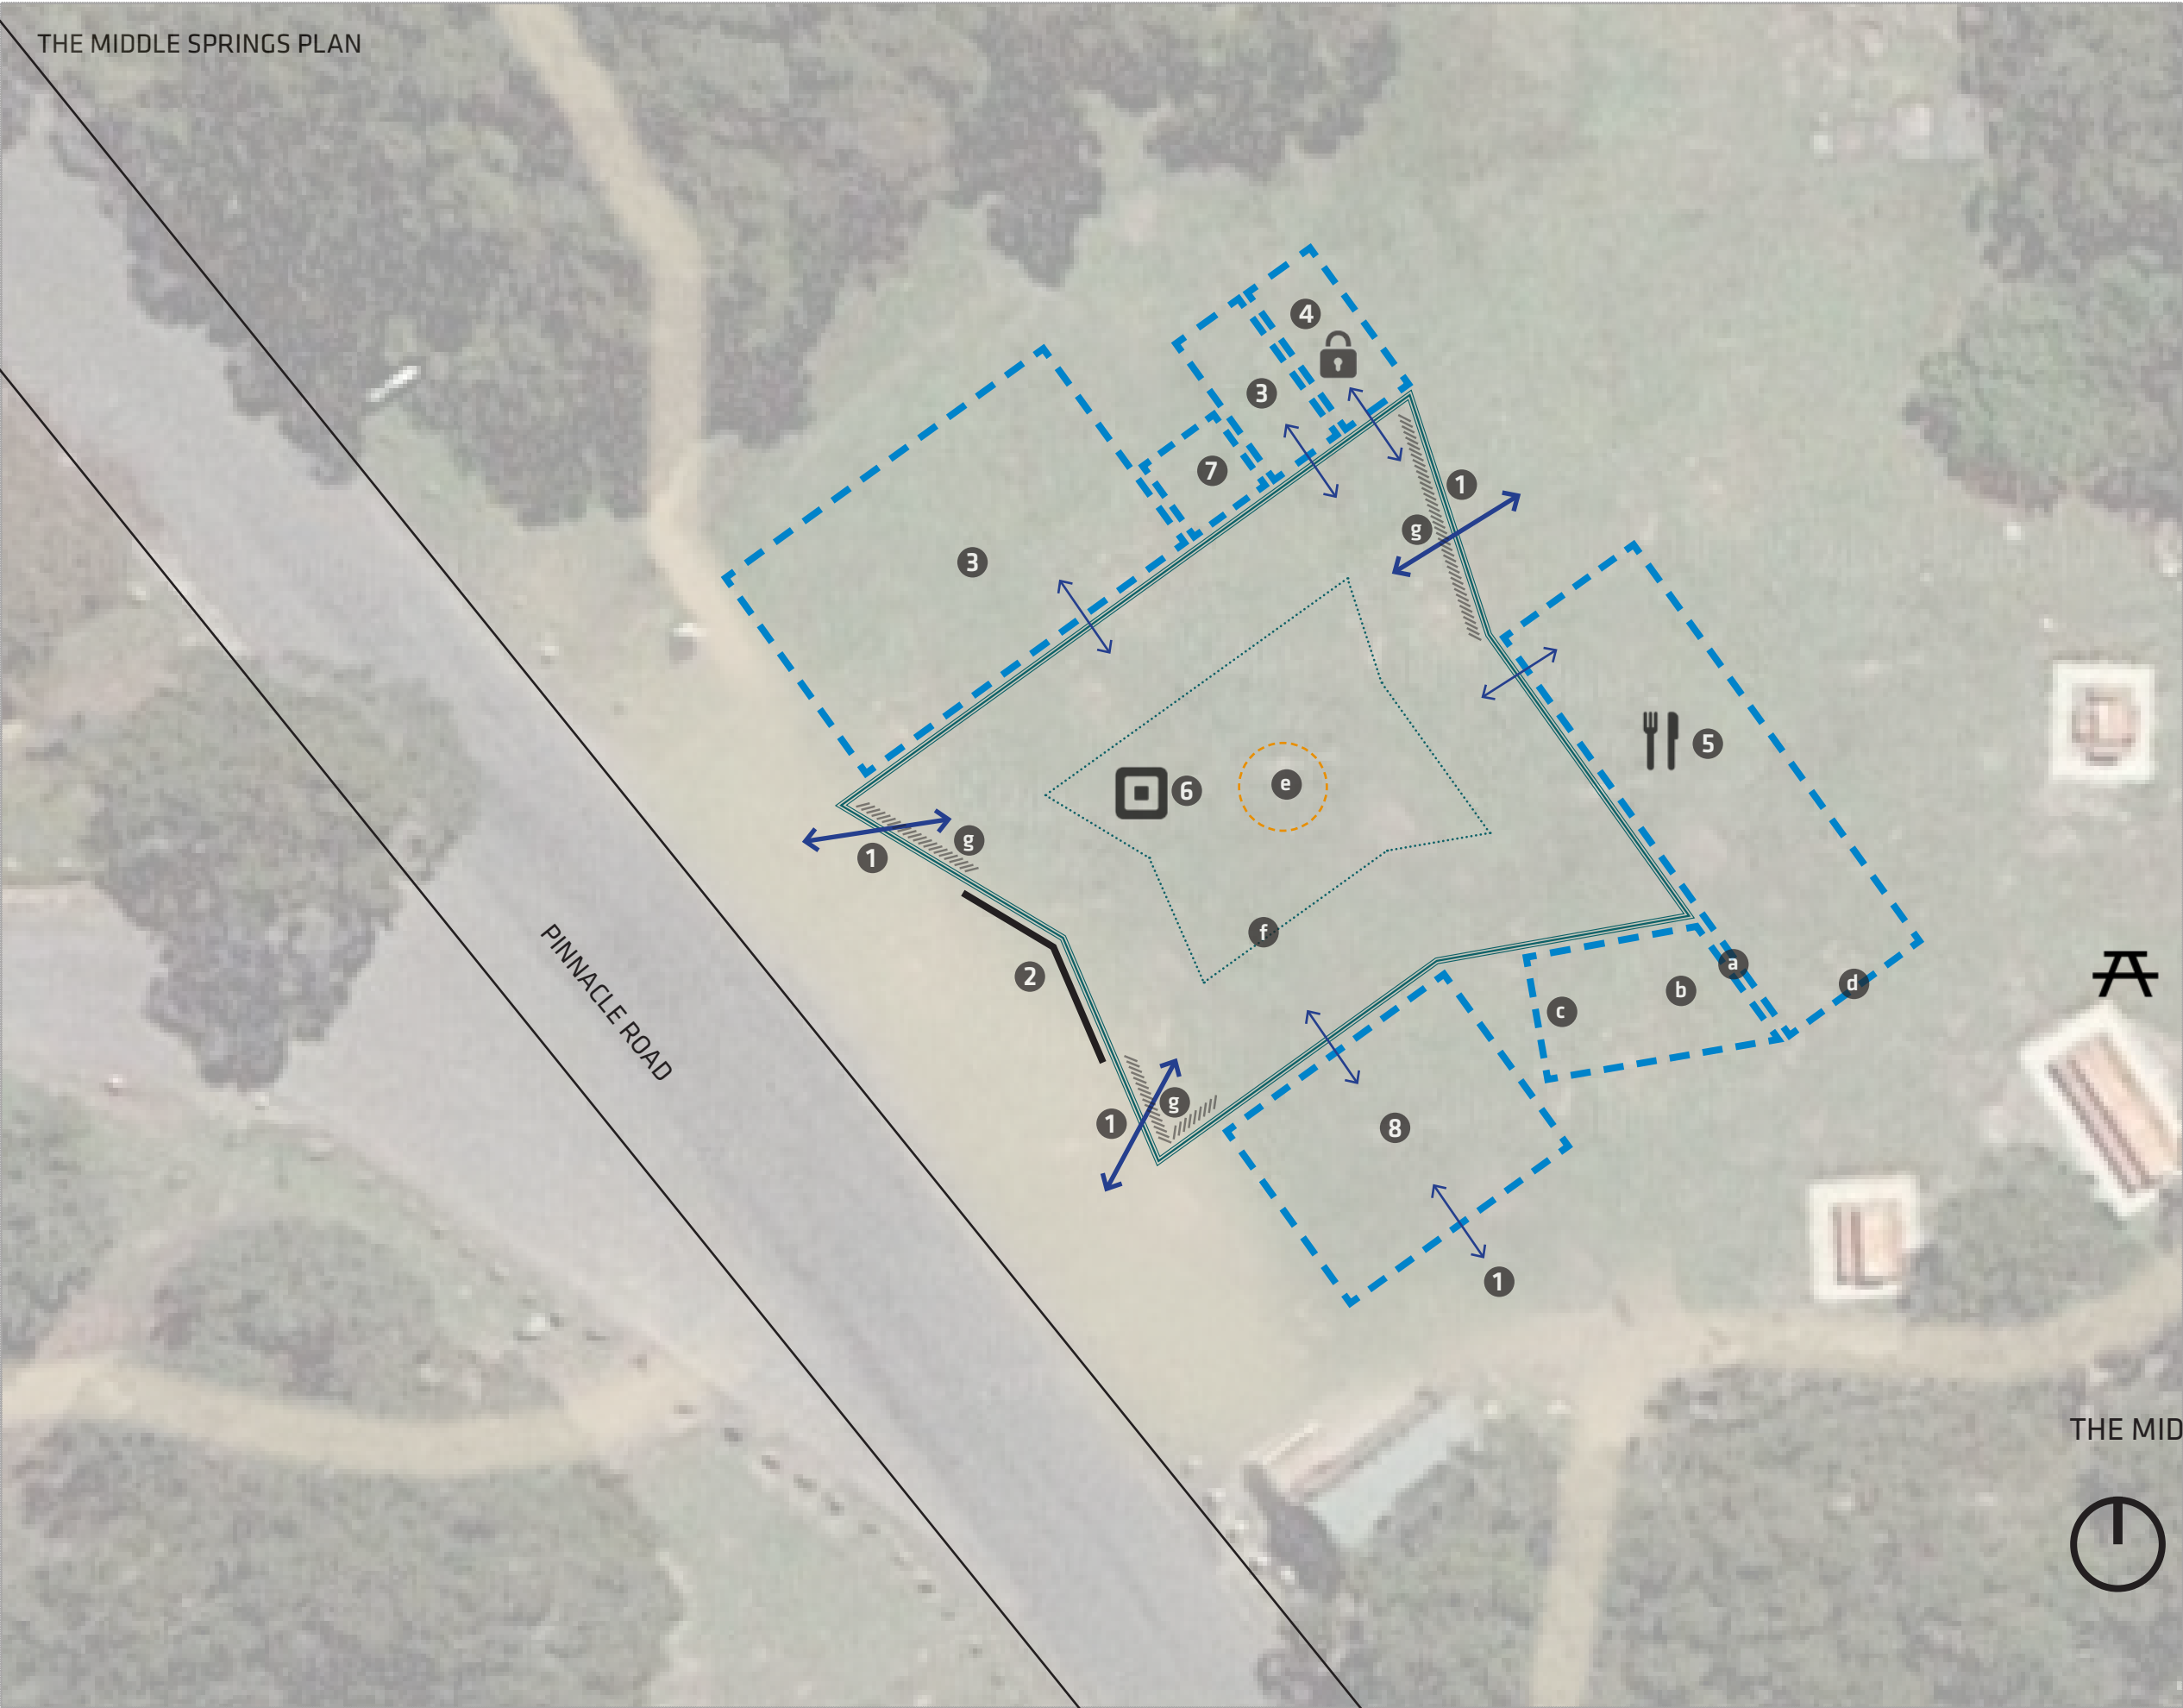 THE MIDDLE SPRINGS PLAN
4
3
7
1
g
3
5
6
e
g
1
f
2
a
b
d
c
PINNACLE ROAD
g
1
8
1
THE MID